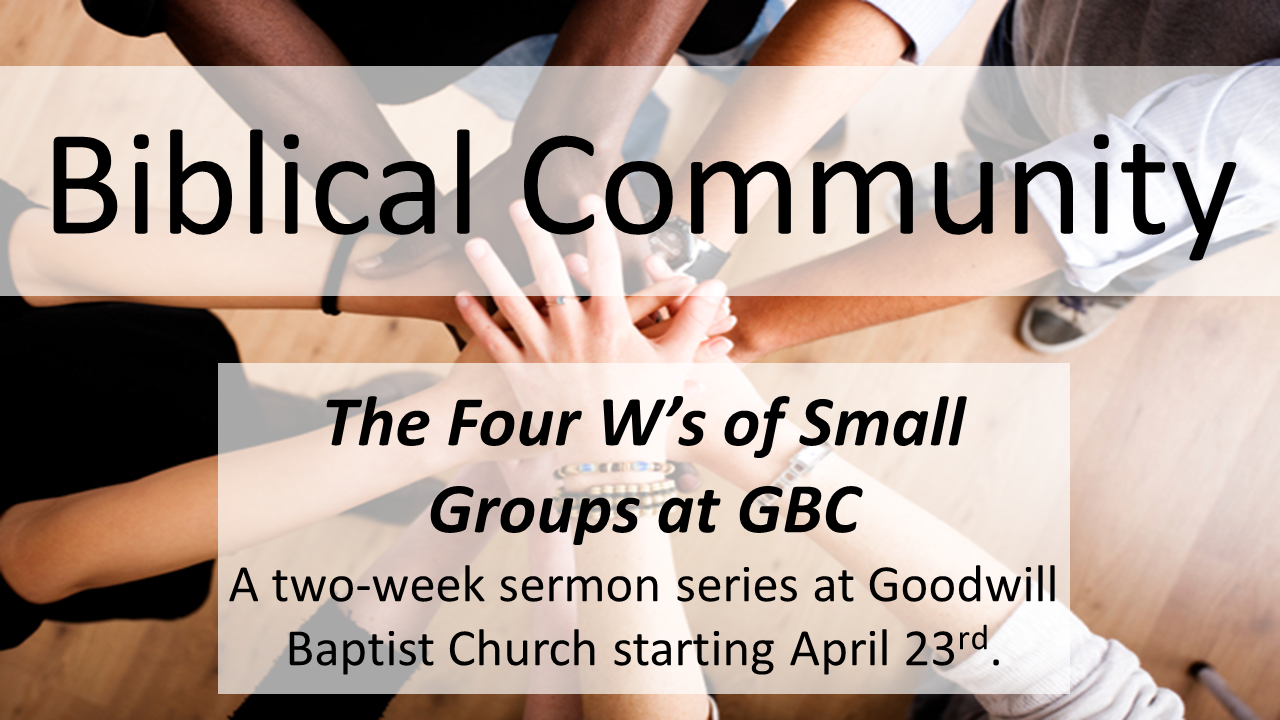 Biblical Community
The Four W’s of Small
Groups at GBC
A two-week sermon series at Goodwill
Baptist Church starting April 23rd.